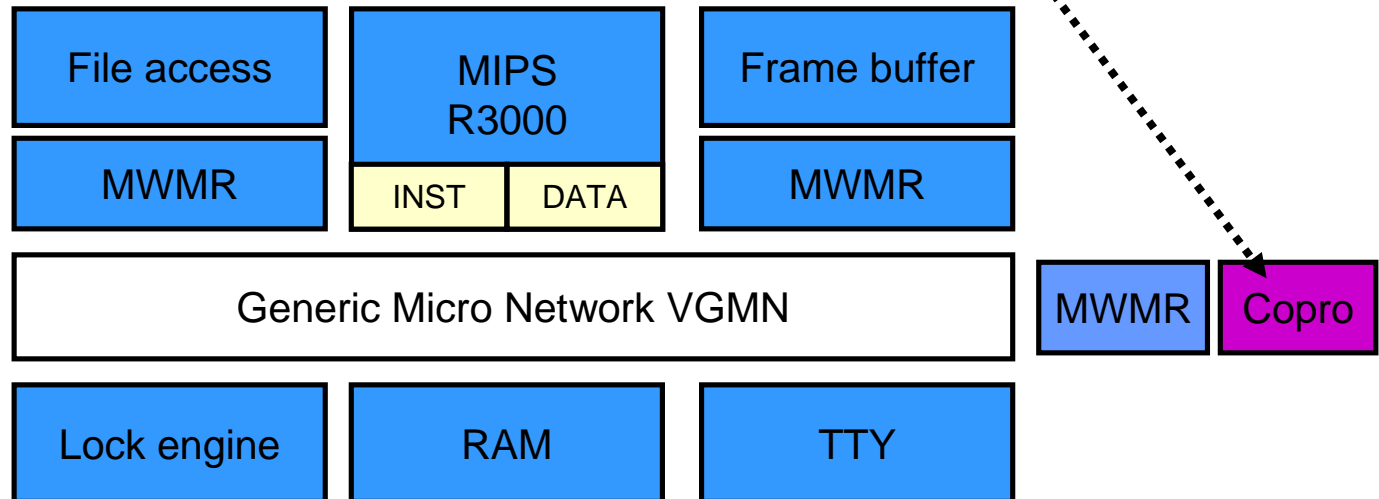 File access
MIPS
R3000
Frame buffer
MWMR
INST
DATA
MWMR
Generic Micro Network VGMN
MWMR
Copro
Lock engine
RAM
TTY